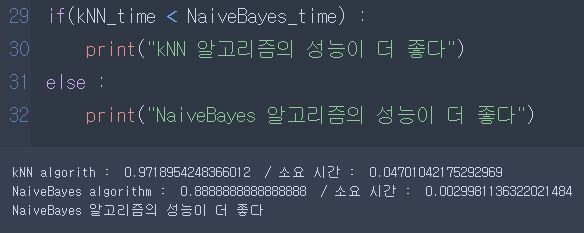 29 if(kNN_time < NaiveBayes_time) :
30 print("kNN 알고리즘의 성능이 더 좋다")
31 else :
32 print("NaiveBayes 알고리즘의 성능이 더 좋다")
kNN algorith : 0.9718954248366012 / 소요 시간 : 0.04701042175292969
NaiveBayes algorithm : 0.8888888888888888 / 소요 시간 : 0.0029981136322021484
NaiveBayes 알고리즘의 성능이 더 좋다